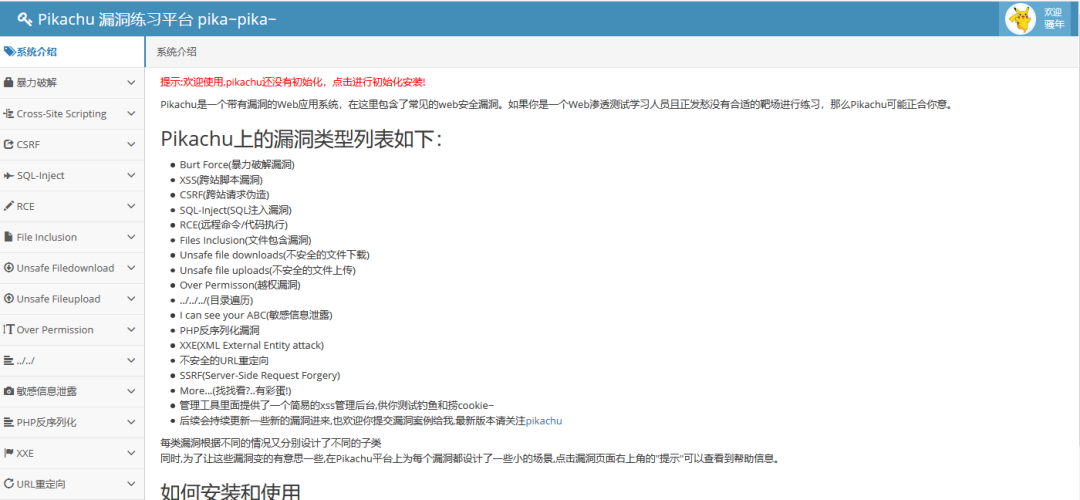 Pikachu 漏洞练习平台 pika~pika~
欢迎
骚年
系统介绍
暴力破解
Cross-Site Scripting
CSRF
SQL-Inject
RCE
File Inclusion
Unsafe Filedownload
Unsafe Fileupload
Over Permission
../../
敏感信息泄露
PHP反序列化
XXE
URL重定向
系统介绍
提示:欢迎使用,pikachu还没有初始化，点击进行初始化安装!
Pikachu是一个带有漏洞的Web应用系统，在这里包含了常见的web安全漏洞。如果你是一个Web渗透测试学习人员且正发愁没有合适的靶场进行练习，那么Pikachu可能正合你意。
Pikachu上的漏洞类型列表如下：
Burt Force(暴力破解漏洞)
XSS(跨站脚本漏洞)
CSRF(跨站请求伪造)
SQL-Inject(SQL注入漏洞)
RCE(远程命令/代码执行)
Files Inclusion(文件包含漏洞)
Unsafe file downloads(不安全的文件下载)
Unsafe file uploads(不安全的文件上传)
Over Permisson(越权漏洞)
../../../(目录遍历)
I can see your ABC(敏感信息泄露)
PHP反序列化漏洞
XXE(XML External Entity attack)
不安全的URL重定向
SSRF(Server-Side Request Forgery)
More...(找找看?..有彩蛋!)
管理工具里面提供了一个简易的xss管理后台,供你测试钓鱼和捞cookie~
后续会持续更新一些新的漏洞进来,也欢迎你提交漏洞案例给我,最新版本请关注pikachu
每类漏洞根据不同的情况又分别设计了不同的子类
同时,为了让这些漏洞变的有意思一些,在Pikachu平台上为每个漏洞都设计了一些小的场景,点击漏洞页面右上角的"提示"可以查看到帮助信息。
如何安装和使用